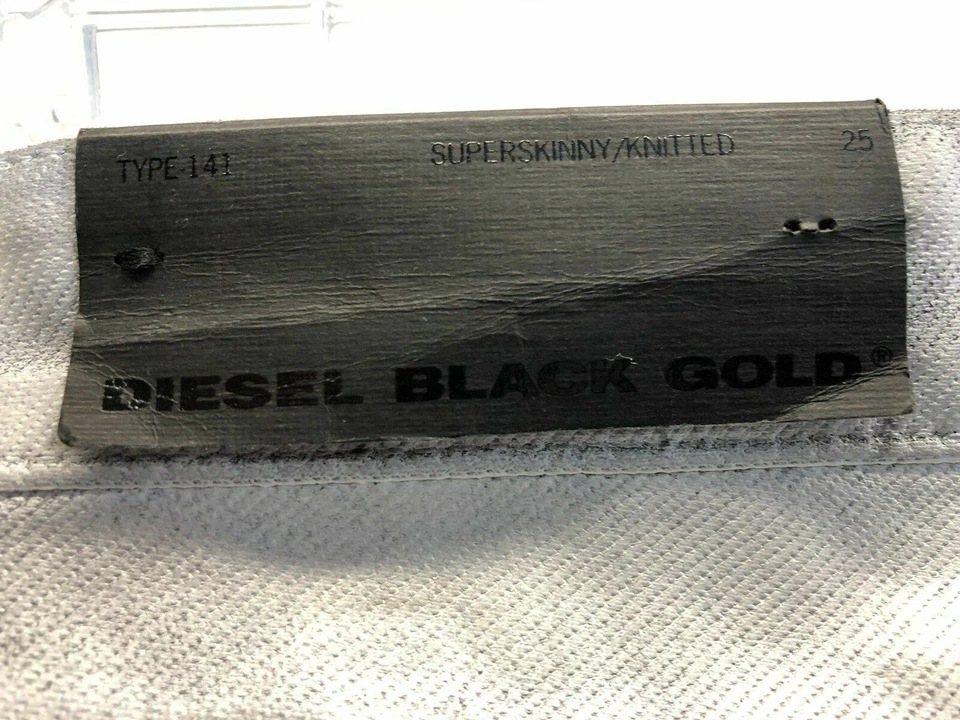 TYPE-141 SUPERSKINNY/KNITTED 25
DIESEL BLACK GOLD®